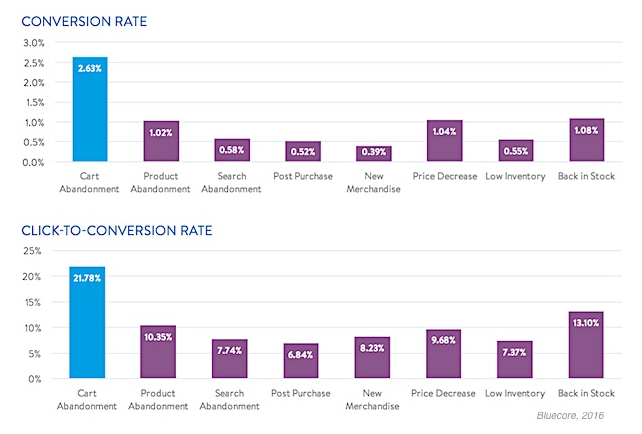 CONVERSION RATE
3.0%
2.5%
2.0%
1.5%
1.0%
0.5%
0.0%
2.63%
1.02%
0.58%
0.52%
0.39%
1.04%
0.55%
1.08%
Cart Abandonment
Product Abandonment
Search Abandonment
Post Purchase
New Merchandise
Price Decrease
Low Inventory
Back in Stock
CLICK-TO-CONVERSION RATE
25%
20%
15%
10%
5%
0%
21.78%
10.35%
7.74%
6.84%
8.23%
9.68%
7.37%
13.10%
Cart Abandonment
Product Abandonment
Search Abandonment
Post Purchase
New Merchandise
Price Decrease
Low Inventory
Back in Stock
Bluecore, 2016